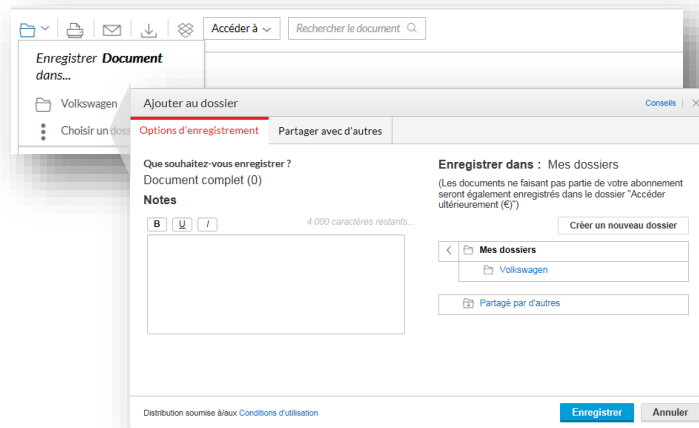 Accéder à
Rechercher le document
Enregistrer Document
dans...
Volkswagen
Choisir un doss
Ajouter au dossier
Conseils
Options d'enregistrement
Partager avec d'autres
Que souhaitez-vous enregistrer ?
Document complet (0)
Notes
B U I
4 000 caractères restants...
Enregistrer dans : Mes dossiers
(Les documents ne faisant pas partie de votre abonnement
seront également enregistrés dans le dossier "Accéder
ultérieurement (€)")
Créer un nouveau dossier
Mes dossiers
Volkswagen
Partagé par d'autres
Distribution soumise à/aux Conditions d'utilisation
Enregistrer
Annuler